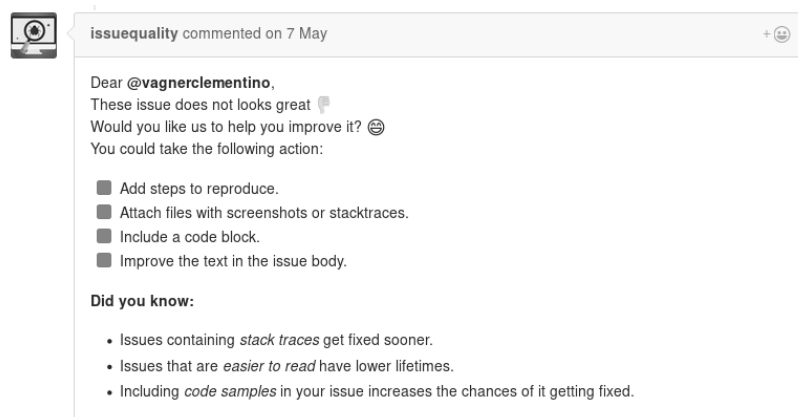 issuequality commented on 7 May
+
Dear @vagnerclementino,
These issue does not looks great 👎
Would you like us to help you improve it? 😄
You could take the following action:
Add steps to reproduce.
Attach files with screenshots or stacktraces.
Include a code block.
Improve the text in the issue body.
Did you know:
• Issues containing stack traces get fixed sooner.
• Issues that are easier to read have lower lifetimes.
• Including code samples in your issue increases the chances of it getting fixed.